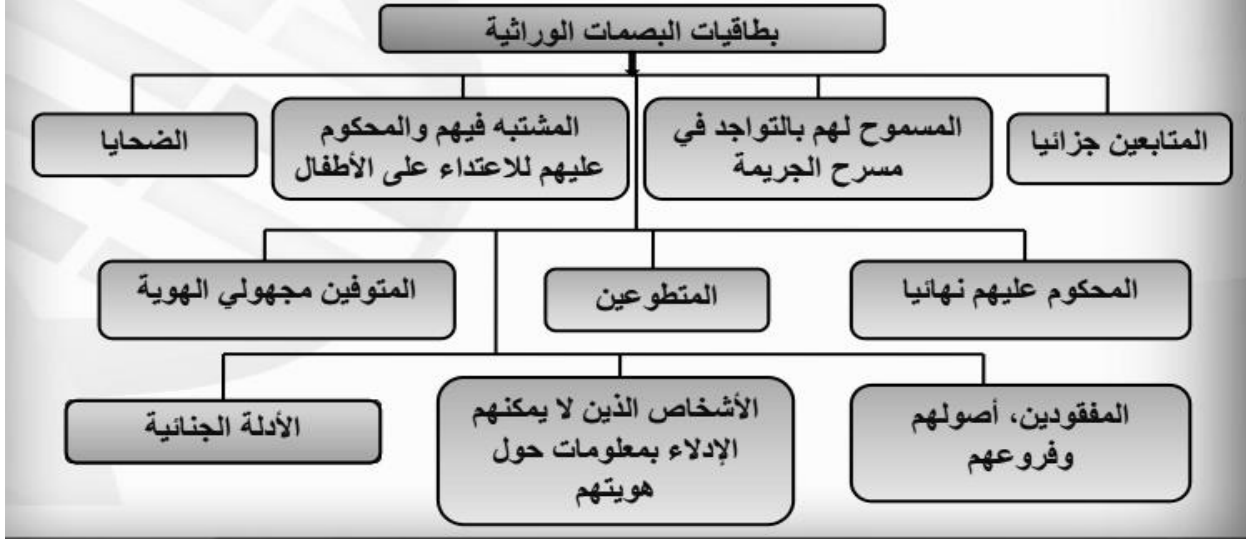 بطاقيات البصمات الوراثية
المتابعين جزائيا
المسموح لهم بالتواجد في
مسرح الجريمة
المشتبه فيهم والمحكوم
عليهم للاعتداء على الأطفال
الضحايا
المحكوم عليهم نهائيا
المتطوعين
المتوفين مجهولي الهوية
المفقودين، أصولهم
وفروعهم
الأشخاص الذين لا يمكنهم
الإدلاء بمعلومات حول
هويتهم
الأدلة الجنائية